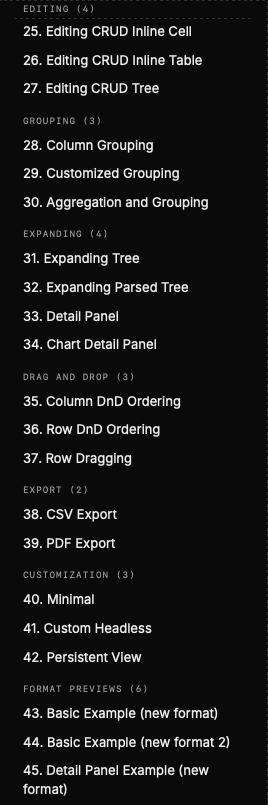 EDITING (4)
25. Editing CRUD Inline Cell
26. Editing CRUD Inline Table
27. Editing CRUD Tree
GROUPING (3)
28. Column Grouping
29. Customized Grouping
30. Aggregation and Grouping
EXPANDING (4)
31. Expanding Tree
32. Expanding Parsed Tree
33. Detail Panel
34. Chart Detail Panel
DRAG AND DROP (3)
35. Column DnD Ordering
36. Row DnD Ordering
37. Row Dragging
EXPORT (2)
38. CSV Export
39. PDF Export
CUSTOMIZATION (3)
40. Minimal
41. Custom Headless
42. Persistent View
FORMAT PREVIEWS (6)
43. Basic Example (new format)
44. Basic Example (new format 2)
45. Detail Panel Example (new
format)